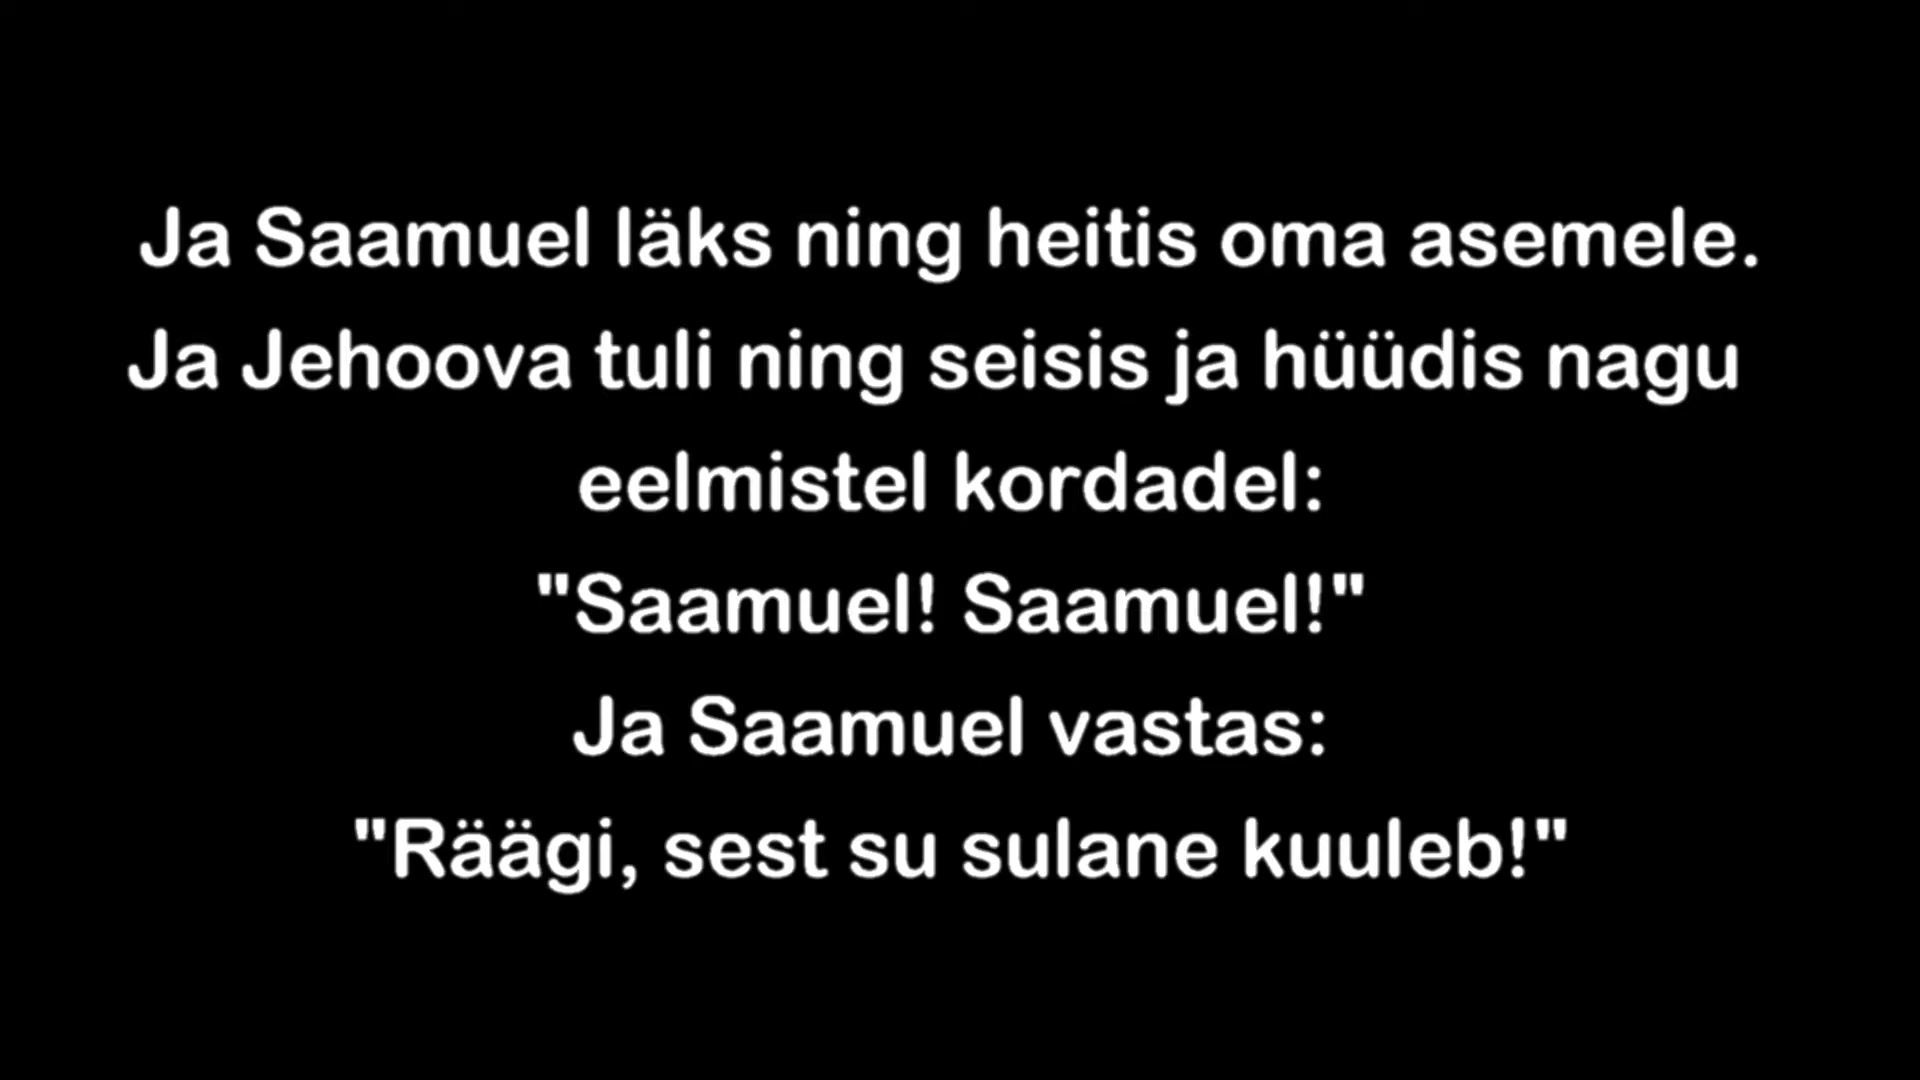 Ja Saamuel läks ning heitis oma asemele.
Ja Jehoova tuli ning seisis ja hüüdis nagu
eelmistel kordadel:
"Saamuel! Saamuel!"
Ja Saamuel vastas:
"Räägi, sest su sulane kuuleb!"